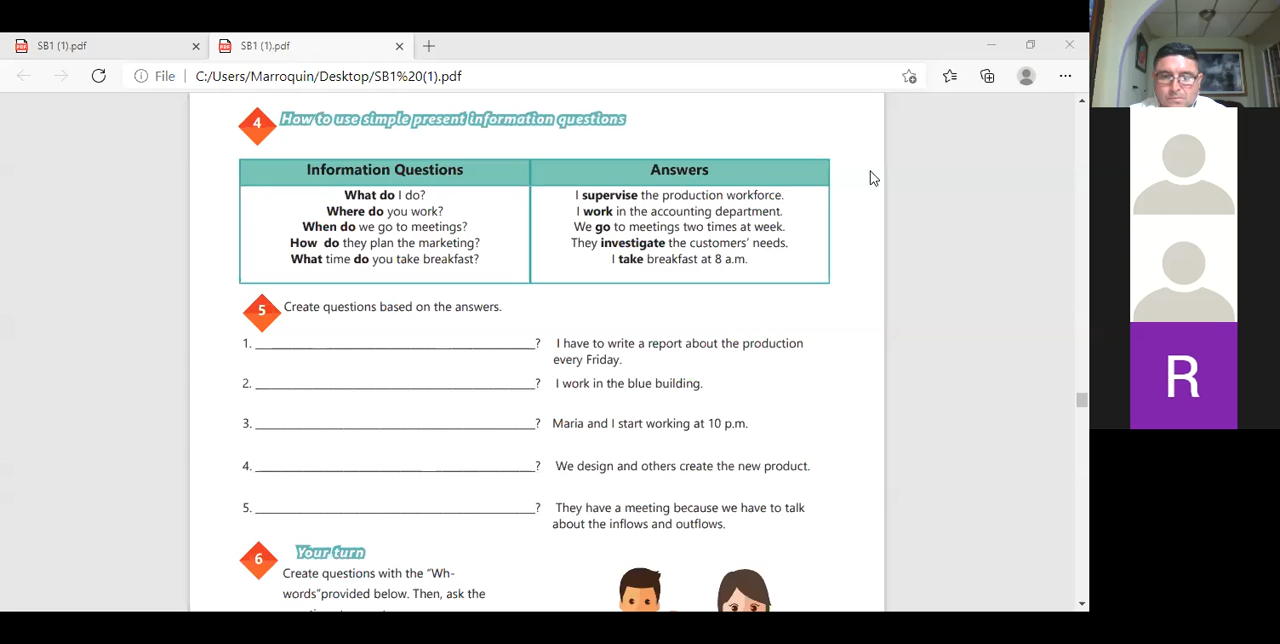 SB1 (1).pdf
SB1 (1).pdf
File
C:/Users/Marroquin/Desktop/SB1%20(1).pdf
4
How to use simple present information questions
Information Questions
Answers
What do I do?
I supervise the production workforce.
Where do you work?
I work in the accounting department.
When do we go to meetings?
We go to meetings two times at week.
How do they plan the marketing?
They investigate the customers' needs.
What time do you take breakfast?
I take breakfast at 8 a.m.
5
Create questions based on the answers.
1. ______________________________________________? I have to write a report about the production
every Friday.
2. ______________________________________________? I work in the blue building.
3. ______________________________________________? Maria and I start working at 10 p.m.
4. ______________________________________________? We design and others create the new product.
5. ______________________________________________? They have a meeting because we have to talk
about the inflows and outflows.
6
Your turn
Create questions with the “Wh-
words”provided below. Then, ask the
R